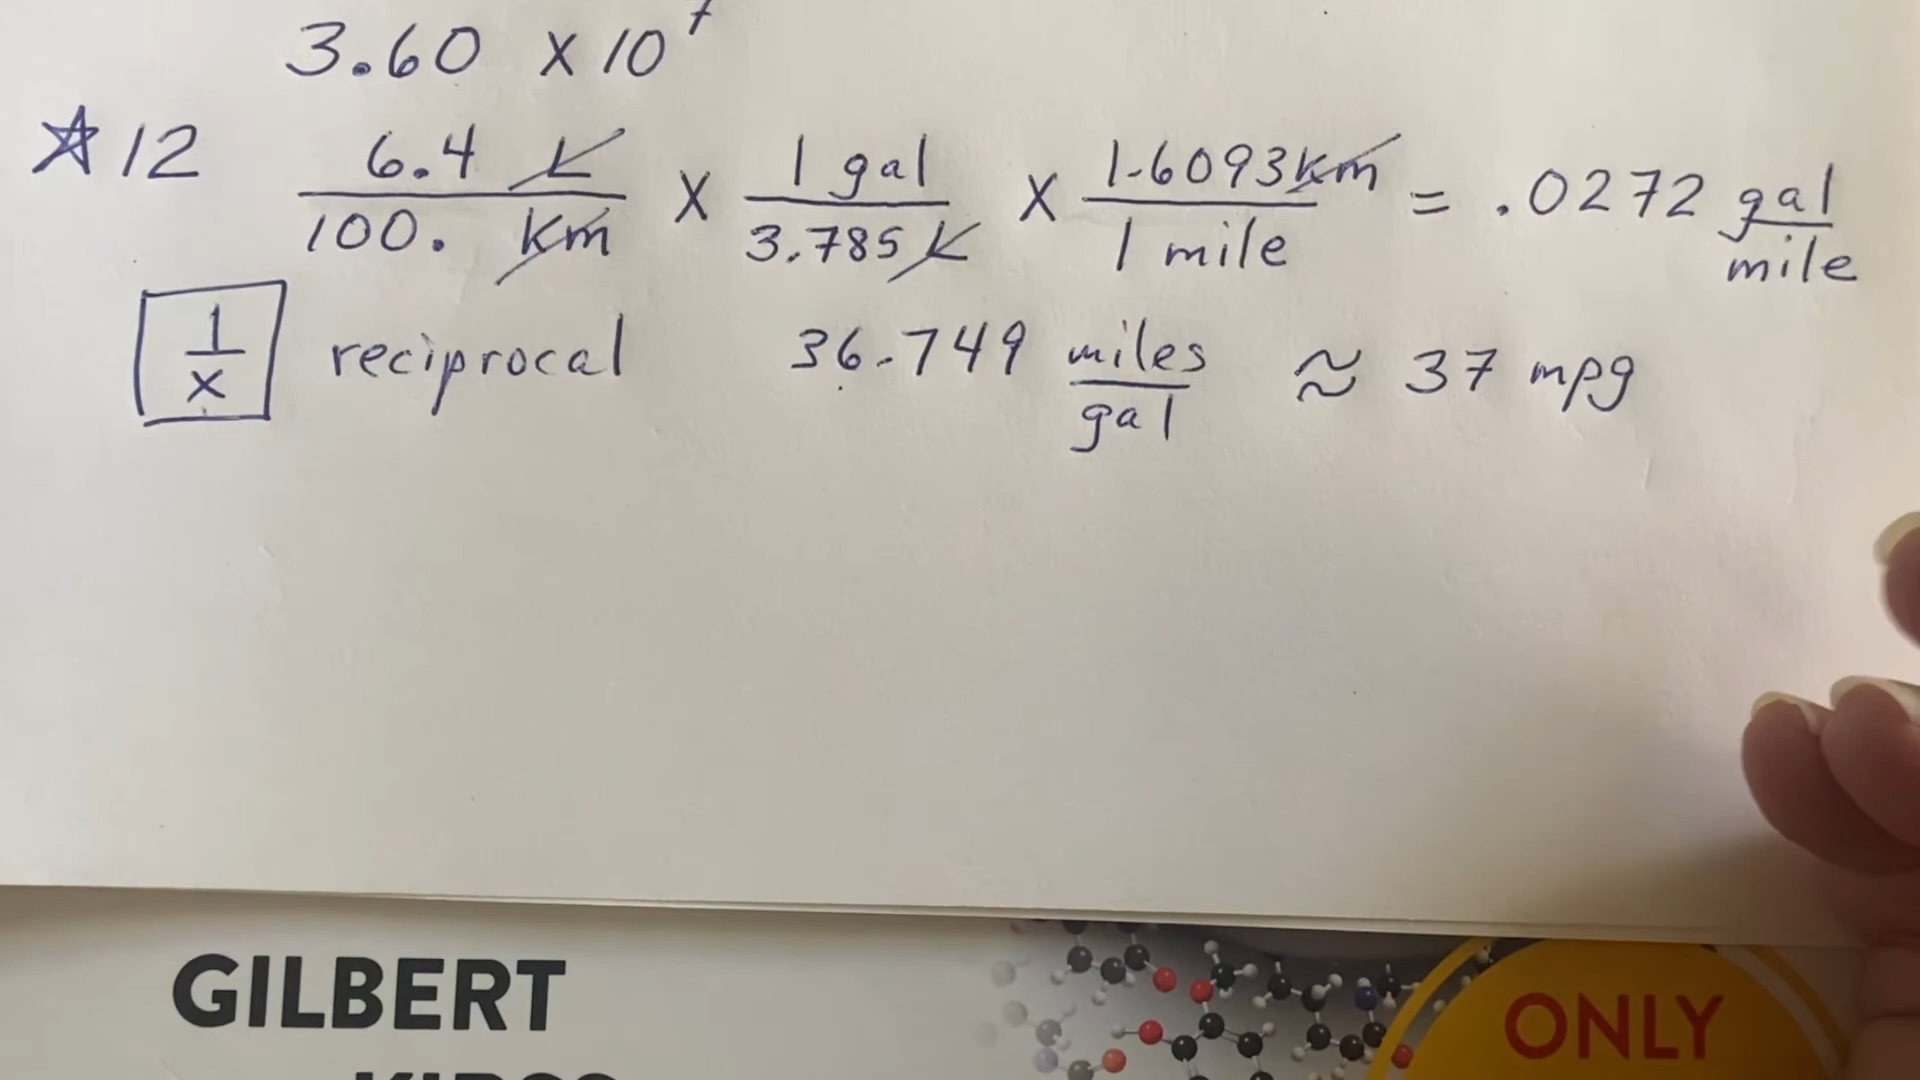 3.60 x 10^7
☆ 12 6.4 L / 100. km x 1 gal / 3.785 L x 1.6093 km / 1 mile = .0272 gal / mile
1/x reciprocal 36.749 miles / gal ≈ 37 mpg
GILBERT
ONLY